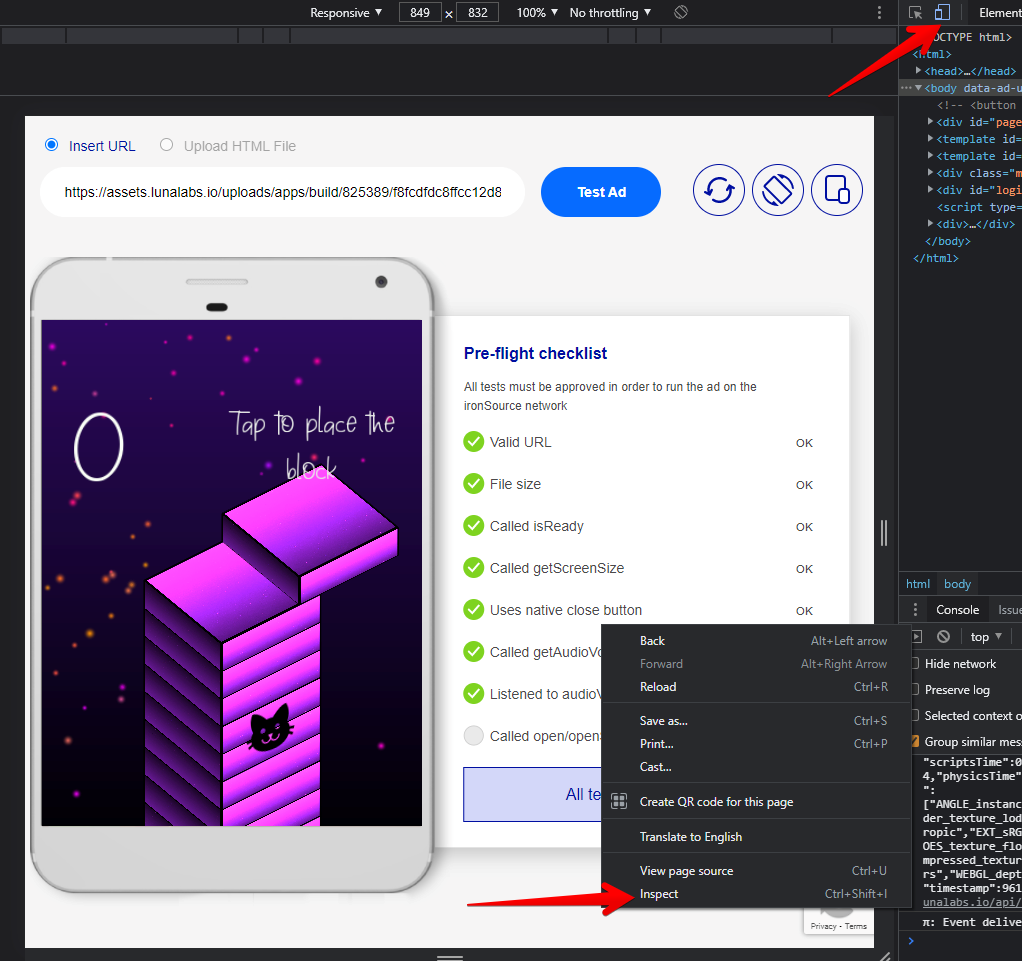 Responsive ▼ 849 x 832 100% ▼ No throttling ▼
Element
OCTYPE html>
<html>
▶<head>…</head>
···▼<body data-ad-u
<!-- <button
▶<div id="page
▶<template id=
▶<template id=
▶<div class="m
▶<div id="logi
<script type=
▶<div>…</div>
</body>
</html>
Insert URL
Upload HTML File
https://assets.lunalabs.io/uploads/apps/build/825389/f8fcdfdc8ffcc12d8
Test Ad
0
Tap to place the
block
Pre-flight checklist
All tests must be approved in order to run the ad on the
ironSource network
Valid URL OK
File size OK
Called isReady OK
Called getScreenSize OK
Uses native close button OK
Called getAudioVo
Listened to audioV
Called open/open
All te
Back Alt+Left arrow
Forward Alt+Right Arrow
Reload Ctrl+R
Save as... Ctrl+S
Print... Ctrl+P
Cast...
Create QR code for this page
Translate to English
View page source Ctrl+U
Inspect Ctrl+Shift+I
Privacy - Terms
html body
Console Issue
top ▼
Hide network
Preserve log
Selected context o
Group similar mes
"scriptsTime":0
4,"physicsTime"
":
["ANGLE_instanc
der_texture_lod
ropic","EXT_sRG
OES_texture_flo
mpressed_textur
rs","WEBGL_dept
"timestamp":961
unalabs.io/api/
π: Event delive
>